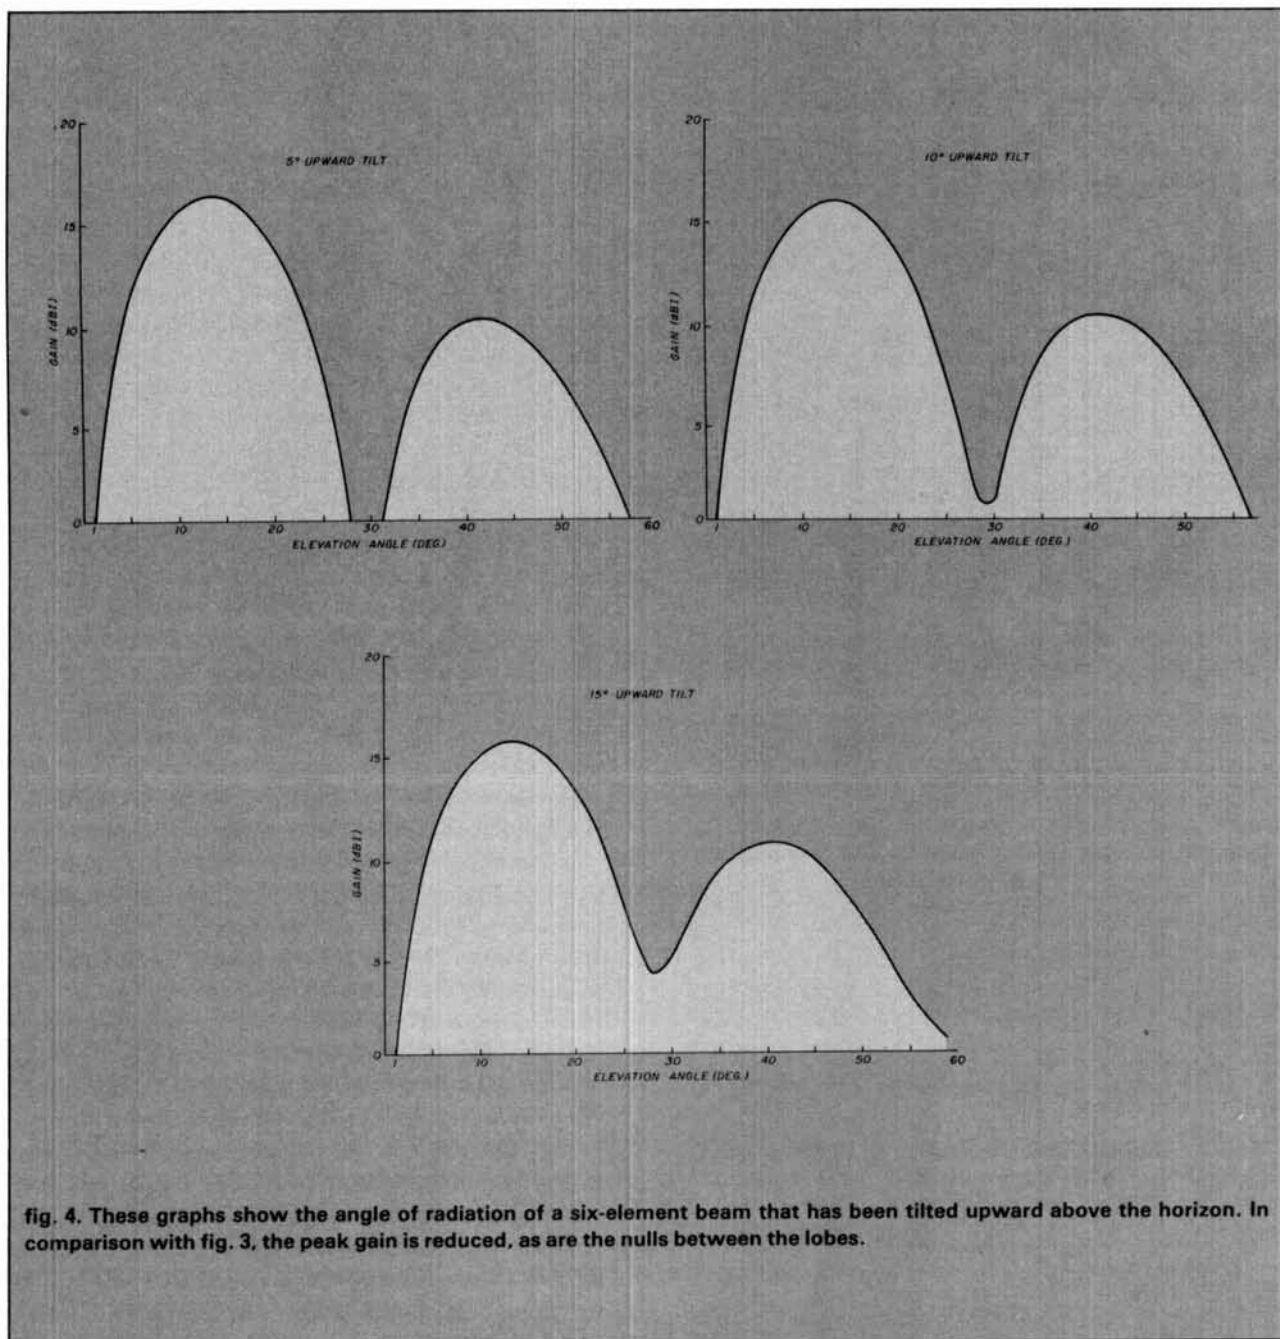 20
5° UPWARD TILT
15
GAIN (dBI)
10
5
0
1 10 20 30 40 50 60
ELEVATION ANGLE (DEG.)
20
10° UPWARD TILT
15
GAIN (dBI)
10
5
0
1 10 20 30 40 50
ELEVATION ANGLE (DEG.)
20
15° UPWARD TILT
15
GAIN (dBI)
10
5
0
1 10 20 30 40 50 60
ELEVATION ANGLE (DEG.)
fig. 4. These graphs show the angle of radiation of a six-element beam that has been tilted upward above the horizon. In
comparison with fig. 3, the peak gain is reduced, as are the nulls between the lobes.